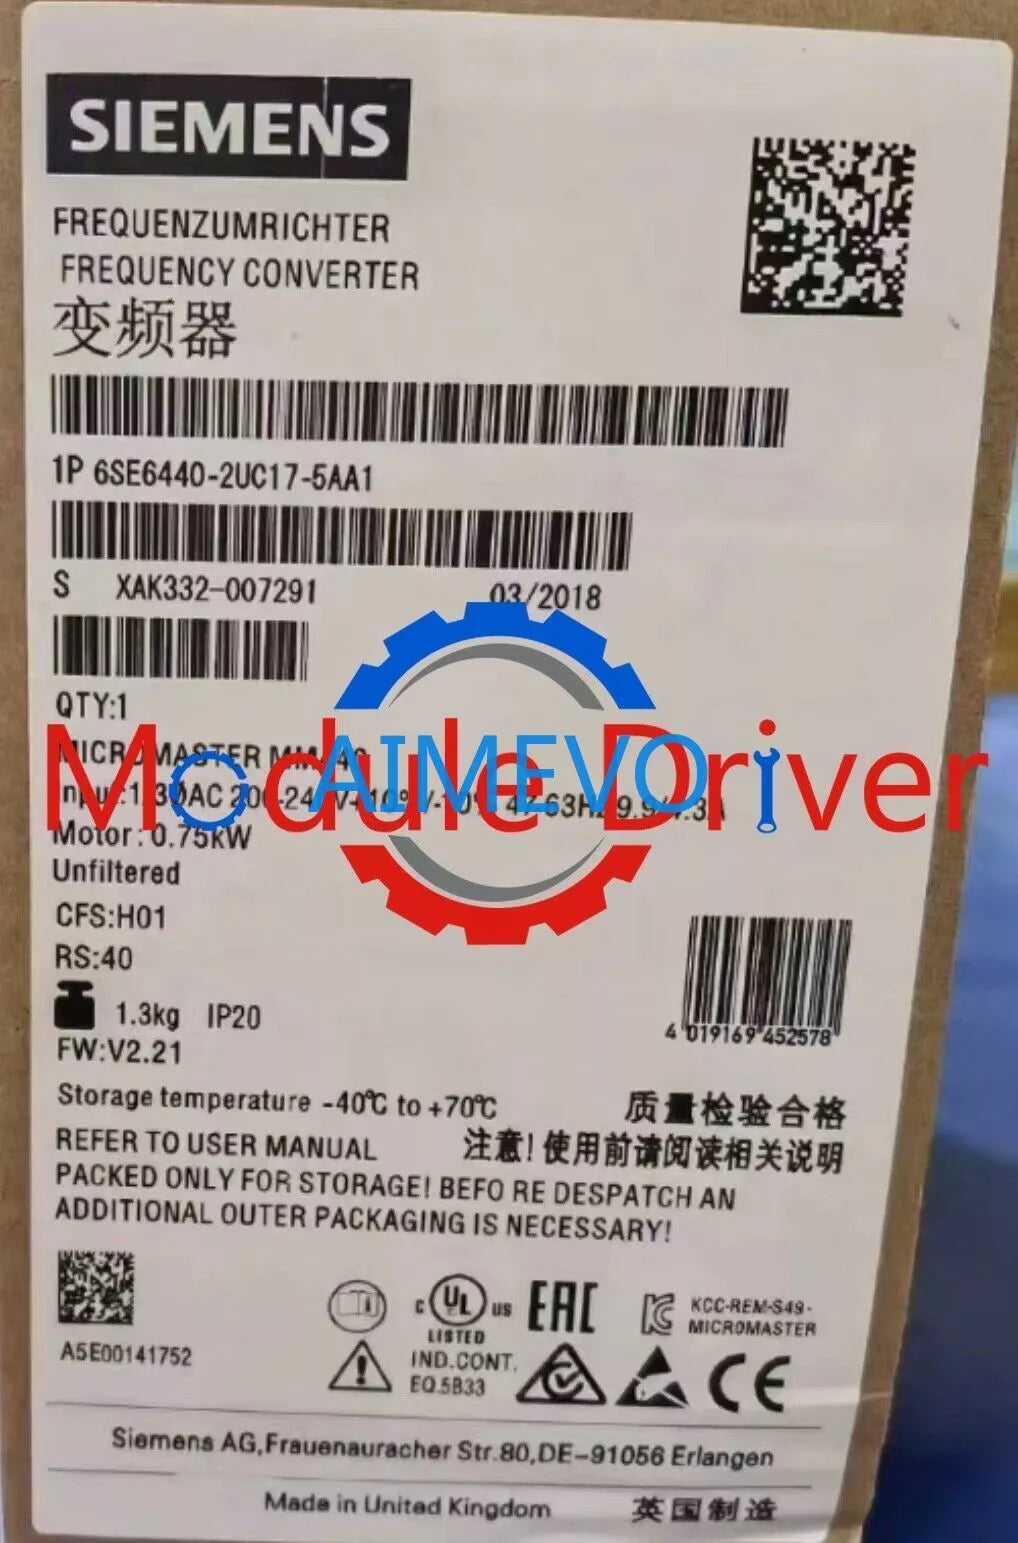 SIEMENS
FREQUENZUMRICHTER
FREQUENCY CONVERTER
变频器
1P 6SE6440-2UC17-5AA1
S XAK332-007291 03/2018
QTY:1
MICROMASTER
Module Driver
AIMEVO
Motor: 0.75kW
Unfiltered
CFS:H01
RS:40
1.3kg IP20
4 019169 452578
FW:V2.21
Storage temperature -40℃ to +70℃
质量检验合格
REFER TO USER MANUAL
注意!使用前请阅读相关说明
PACKED ONLY FOR STORAGE! BEFO RE DESPATCH AN
ADDITIONAL OUTER PACKAGING IS NECESSARY!
C UL US
LISTED
IND.CONT.
EQ.5B33
EAC
KCC-REM-S49-
MICROMASTER
CE
A5E00141752
Siemens AG,Frauenauracher Str.80,DE-91056 Erlangen
Made in United Kingdom 英国制造